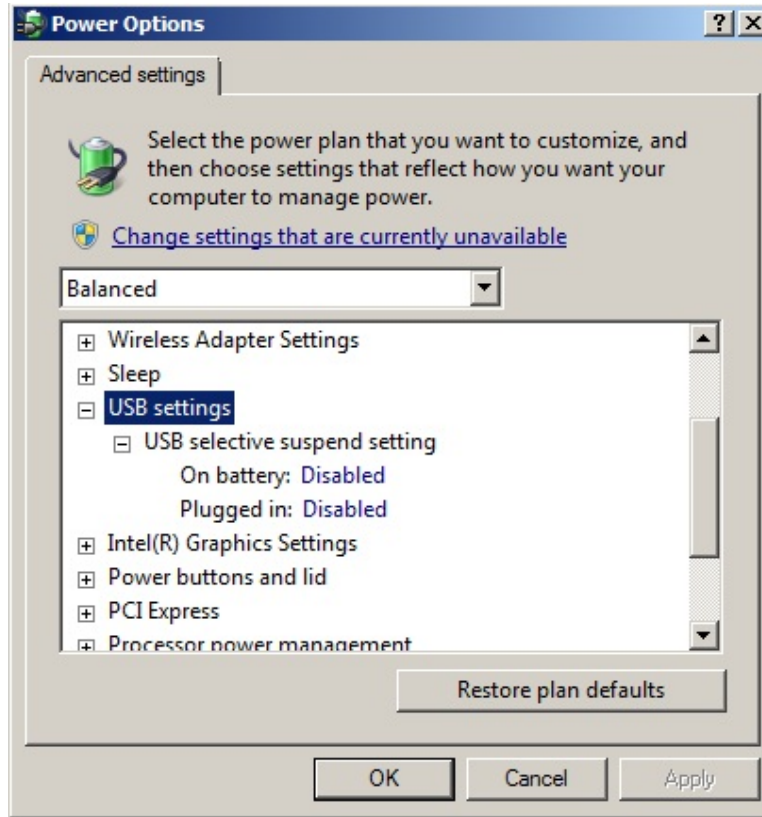 Power Options
Advanced settings
Select the power plan that you want to customize, and
then choose settings that reflect how you want your
computer to manage power.
Change settings that are currently unavailable
Balanced
Wireless Adapter Settings
Sleep
USB settings
USB selective suspend setting
On battery: Disabled
Plugged in: Disabled
Intel(R) Graphics Settings
Power buttons and lid
PCI Express
Processor power management
Restore plan defaults
OK Cancel Apply